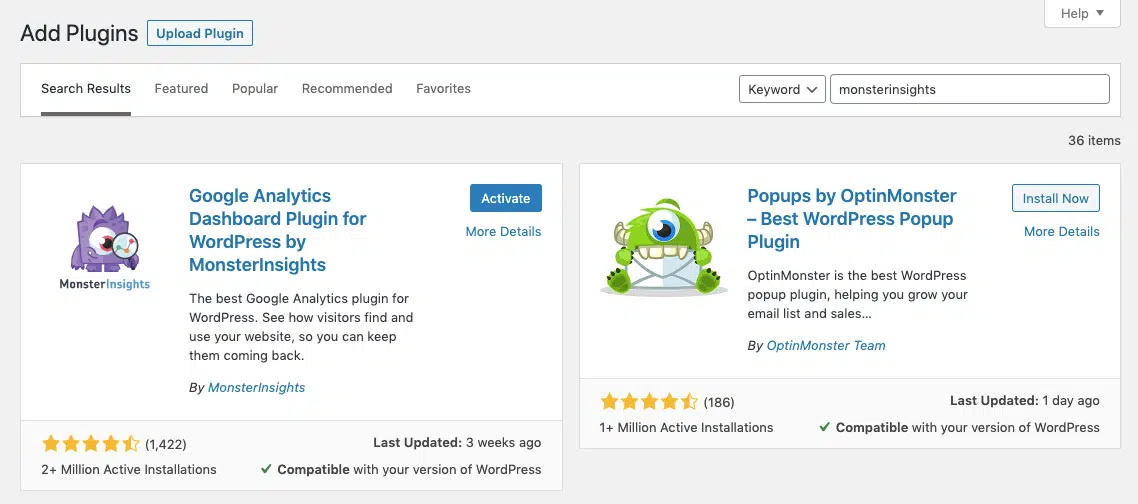 Help
Add Plugins
Upload Plugin
Search Results
Featured
Popular
Recommended
Favorites
Keyword
monsterinsights
36 items
MonsterInsights
Google Analytics
Dashboard Plugin for
WordPress by
MonsterInsights
Activate
More Details
The best Google Analytics plugin for
WordPress. See how visitors find and
use your website, so you can keep
them coming back.
By MonsterInsights
(1,422)
Last Updated: 3 weeks ago
2+ Million Active Installations
Compatible with your version of WordPress
Popups by OptinMonster
– Best WordPress Popup
Plugin
Install Now
More Details
OptinMonster is the best WordPress
popup plugin, helping you grow your
email list and sales...
By OptinMonster Team
(186)
Last Updated: 1 day ago
1+ Million Active Installations
Compatible with your version of WordPress